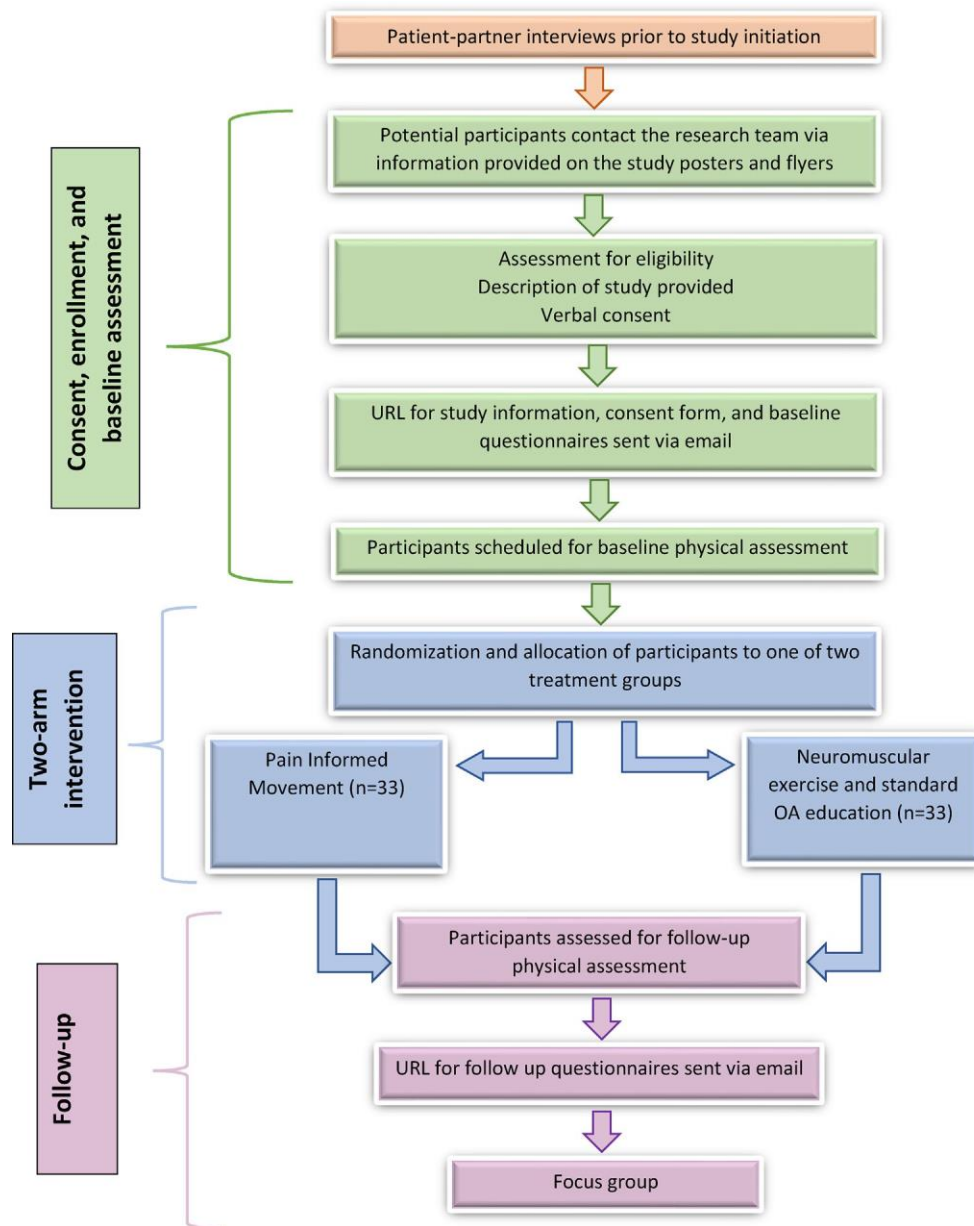 Patient-partner interviews prior to study initiation
Consent, enrollment, and
baseline assessment
Potential participants contact the research team via
information provided on the study posters and flyers
Assessment for eligibility
Description of study provided
Verbal consent
URL for study information, consent form, and baseline
questionnaires sent via email
Participants scheduled for baseline physical assessment
Two-arm
intervention
Randomization and allocation of participants to one of two
treatment groups
Pain Informed
Movement (n=33)
Neuromuscular
exercise and standard
OA education (n=33)
Follow-up
Participants assessed for follow-up
physical assessment
URL for follow up questionnaires sent via email
Focus group